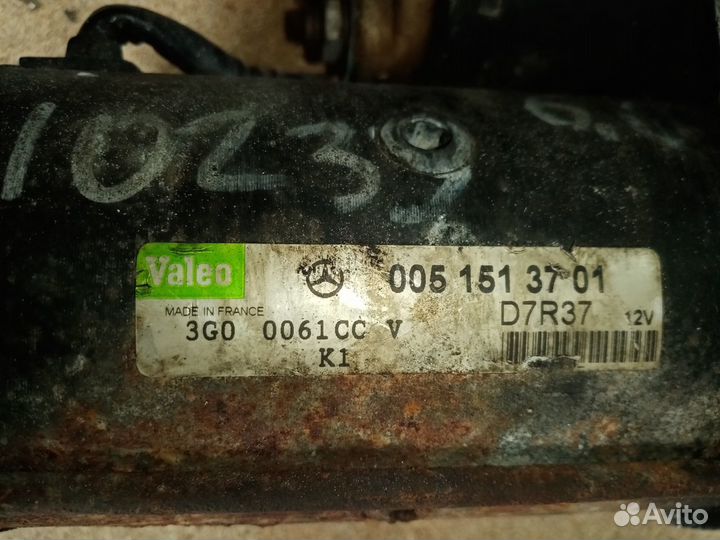 10239
Valeo 005 151 37 01
MADE IN FRANCE D7R37 12V
3G0 0061CC V
K1
Avito